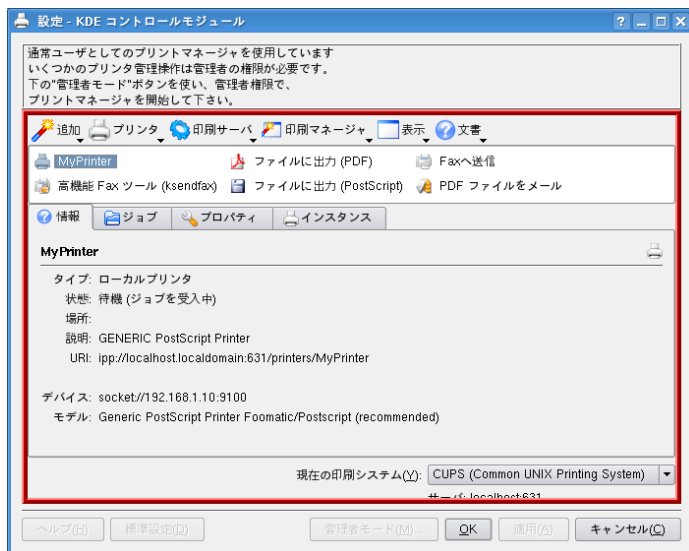 設定 - KDE コントロールモジュール
通常ユーザとしてのプリントマネージャを使用しています
いくつかのプリンタ管理操作は管理者の権限が必要です。
下の"管理者モード"ボタンを使い、管理者権限で、
プリントマネージャを開始して下さい。
追加 プリンタ 印刷サーバ 印刷マネージャ 表示 文書
MyPrinter ファイルに出力 (PDF) Faxへ送信
高機能 Fax ツール (ksendfax) ファイルに出力 (PostScript) PDF ファイルをメール
情報 ジョブ プロパティ インスタンス
MyPrinter
タイプ: ローカルプリンタ
状態: 待機 (ジョブを受入中)
場所:
説明: GENERIC PostScript Printer
URI: ipp://localhost.localdomain:631/printers/MyPrinter
デバイス: socket://192.168.1.10:9100
モデル: Generic PostScript Printer Foomatic/Postscript (recommended)
現在の印刷システム(Y): CUPS (Common UNIX Printing System)
サーバ: localhost:631
ヘルプ(H) 標準設定(D) 管理者モード(M)... OK 適用(A) キャンセル(C)